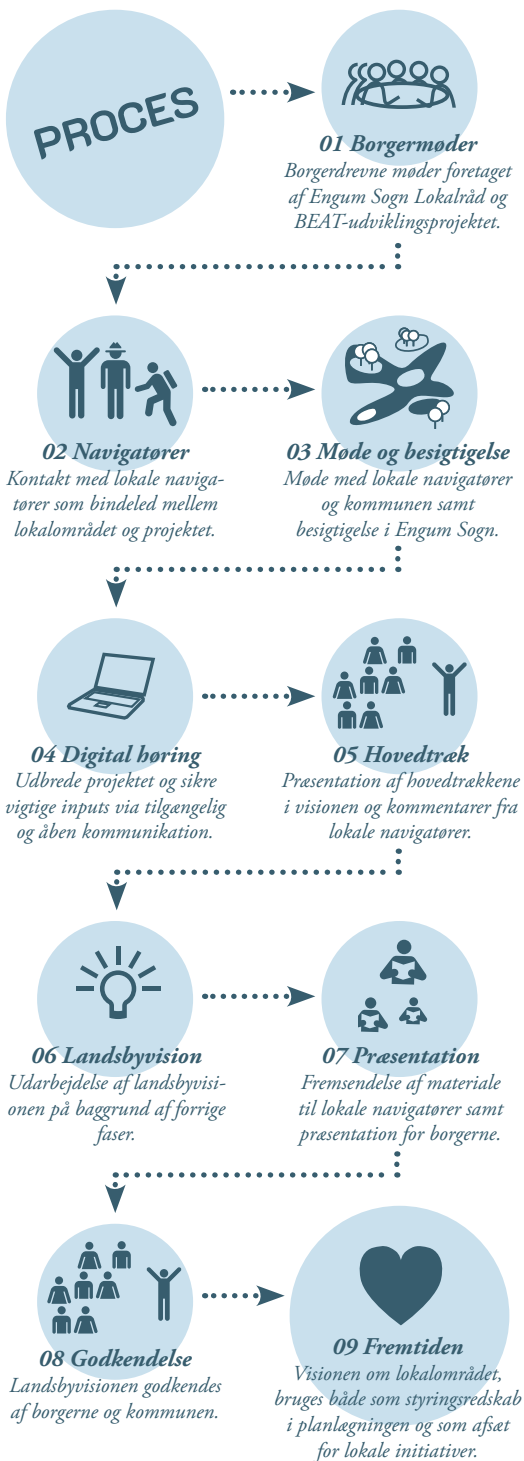 PROCES
01 Borgermøder
Borgerdrevne møder foretaget
af Engum Sogn Lokalråd og
BEAT-udviklingsprojektet.
02 Navigatører
Kontakt med lokale naviga-
tører som bindeled mellem
lokalområdet og projektet.
03 Møde og besigtigelse
Møde med lokale navigatører
og kommunen samt
besigtigelse i Engum Sogn.
04 Digital høring
Udbrede projektet og sikre
vigtige inputs via tilgængelig
og åben kommunikation.
05 Hovedtræk
Præsentation af hovedtrækkene
i visionen og kommentarer fra
lokale navigatører.
06 Landsbyvision
Udarbejdelse af landsbyvisi-
onen på baggrund af forrige
faser.
07 Præsentation
Fremsendelse af materiale
til lokale navigatører samt
præsentation for borgerne.
08 Godkendelse
Landsbyvisionen godkendes
af borgerne og kommunen.
09 Fremtiden
Visionen om lokalområdet,
bruges både som styringsredskab
i planlægningen og som afsæt
for lokale initiativer.